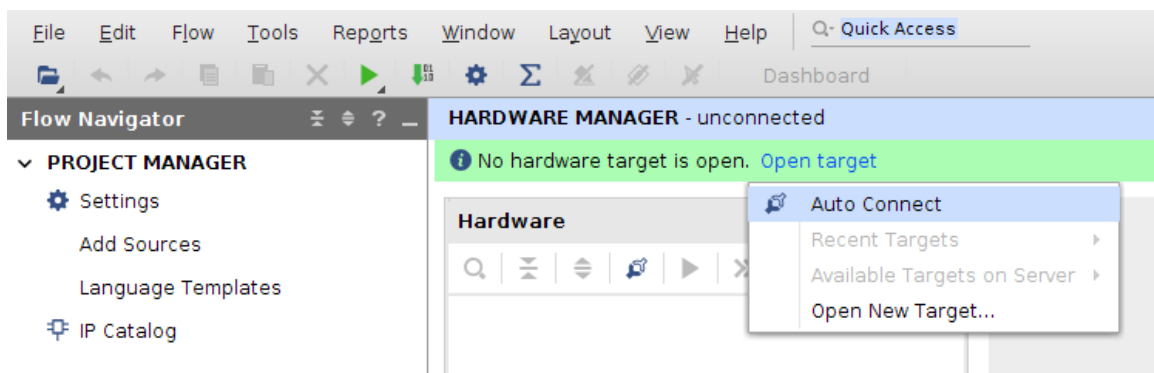 File Edit Flow Tools Reports Window Layout View Help Quick Access
Dashboard
Flow Navigator ? HARDWARE MANAGER - unconnected
PROJECT MANAGER
No hardware target is open. Open target
Settings
Add Sources
Language Templates
IP Catalog
Hardware
Auto Connect
Recent Targets
Available Targets on Server
Open New Target...